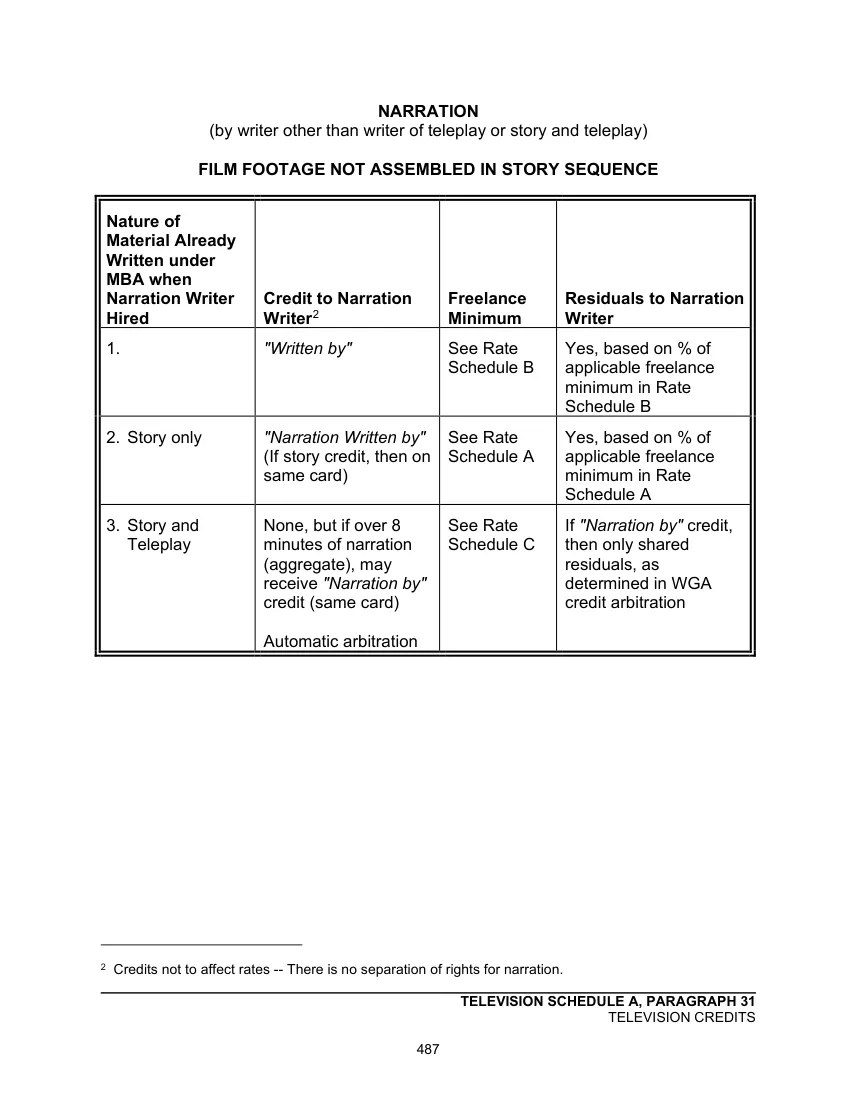 NARRATION
(by writer other than writer of teleplay or story and teleplay)
FILM FOOTAGE NOT ASSEMBLED IN STORY SEQUENCE
Nature of
Material Already
Written under
MBA when
Narration Writer
Hired
Credit to Narration
Writer2
Freelance
Minimum
Residuals to Narration
Writer
1.
"Written by"
See Rate
Schedule B
Yes, based on % of
applicable freelance
minimum in Rate
Schedule B
2. Story only
"Narration Written by"
(If story credit, then on
same card)
See Rate
Schedule A
Yes, based on % of
applicable freelance
minimum in Rate
Schedule A
3. Story and
Teleplay
None, but if over 8
minutes of narration
(aggregate), may
receive "Narration by"
credit (same card)
Automatic arbitration
See Rate
Schedule C
If "Narration by" credit,
then only shared
residuals, as
determined in WGA
credit arbitration
2 Credits not to affect rates -- There is no separation of rights for narration.
TELEVISION SCHEDULE A, PARAGRAPH 31
TELEVISION CREDITS
487